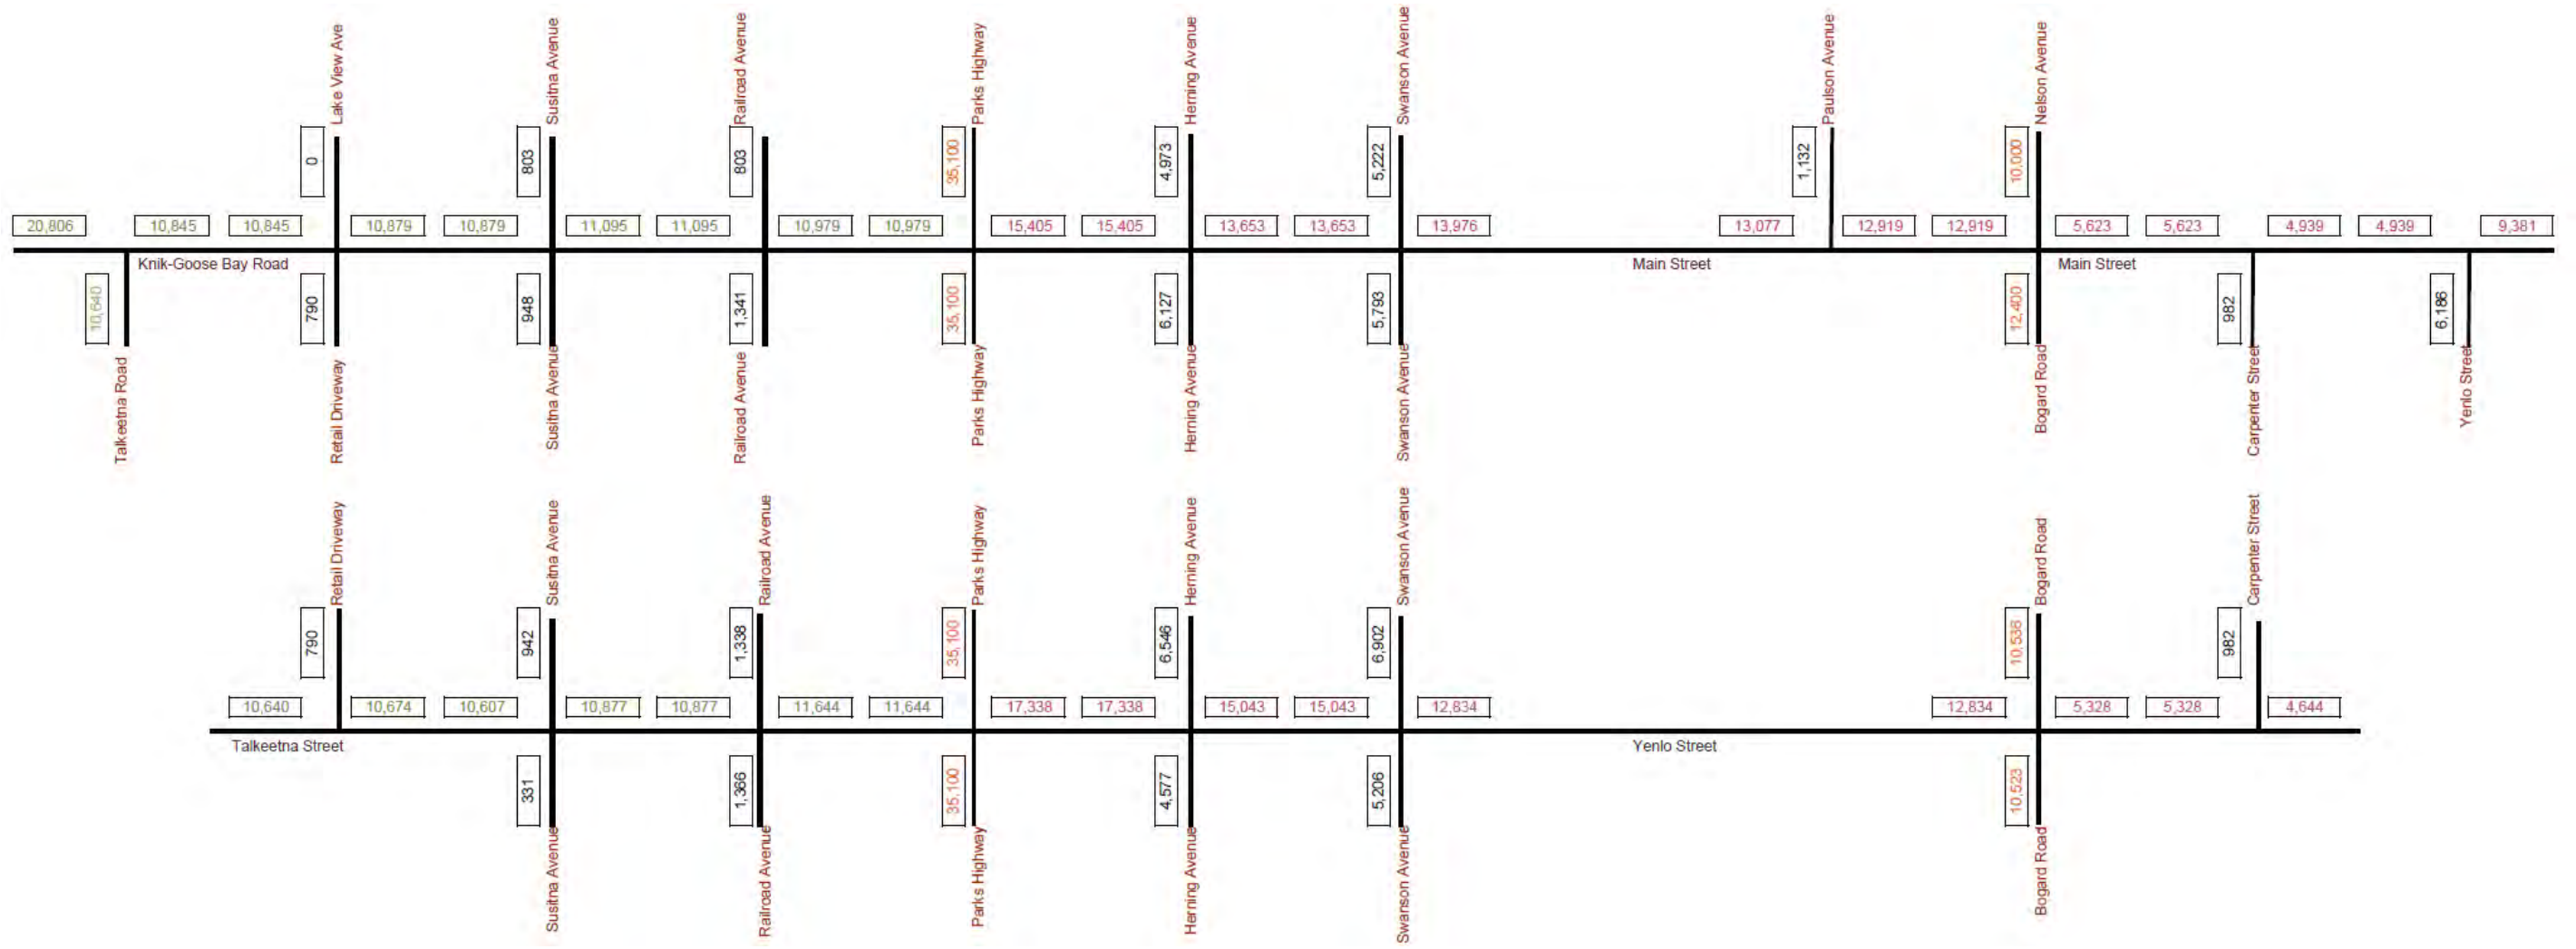 Lake View Ave
Susitna Avenue
Railroad Avenue
Parks Highway
Herning Avenue
Swanson Avenue
Paulson Avenue
Nelson Avenue
0
803
803
35,100
4,973
5,222
1,132
10,000
20,806
10,845
10,845
10,879
10,879
11,095
11,095
10,979
10,979
15,405
15,405
13,653
13,653
13,976
13,077
12,919
12,919
5,623
5,623
4,939
4,939
9,381
Knik-Goose Bay Road
Main Street
Main Street
10,640
790
948
1,341
35,100
6,127
5,793
12,400
982
6,186
Talkeetna Road
Retail Driveway
Susitna Avenue
Railroad Avenue
Parks Highway
Herning Avenue
Swanson Avenue
Bogard Road
Carpenter Street
Yenlo Street
Retail Driveway
Susitna Avenue
Railroad Avenue
Parks Highway
Herning Avenue
Swanson Avenue
Bogard Road
Carpenter Street
790
942
1,338
35,100
6,546
6,902
10,538
982
10,640
10,674
10,607
10,877
10,877
11,644
11,644
17,338
17,338
15,043
15,043
12,834
12,834
5,328
5,328
4,644
Talkeetna Street
Yenlo Street
331
1,366
35,100
4,577
5,206
10,523
Susitna Avenue
Railroad Avenue
Parks Highway
Herning Avenue
Swanson Avenue
Bogard Road